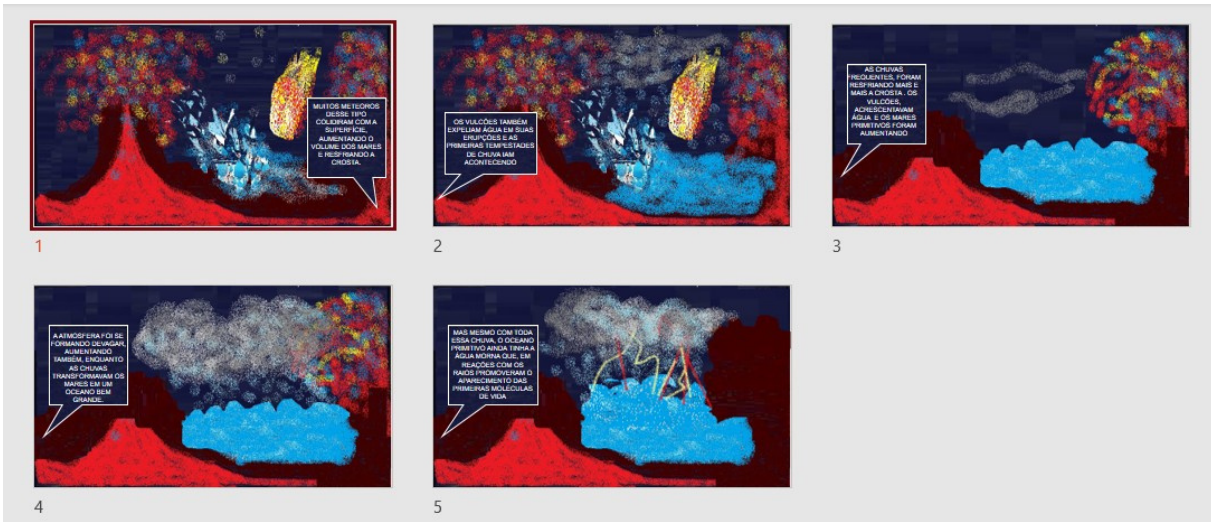 MUITOS METEOROS
DESSE TIPO
COLIDIRAM COM A
SUPERFÍCIE,
AUMENTANDO O
VOLUME DOS MARES
E RESFRIANDO A
CROSTA.
1
OS VULCÕES TAMBÉM
EXPELIAM ÁGUA EM SUAS
ERUPÇÕES E AS
PRIMEIRAS TEMPESTADES
DE CHUVA IAM
ACONTECENDO
2
AS CHUVAS
FREQUENTES, FORAM
RESFRIANDO MAIS E
MAIS A CROSTA . OS
VULCÕES,
ACRESCENTAVAM
ÁGUA E OS MARES
PRIMITIVOS FORAM
AUMENTANDO
3
A ATMOSFERA FOI SE
FORMANDO DEVAGAR,
AUMENTANDO
TAMBÉM, ENQUANTO
AS CHUVAS
TRANSFORMAVAM OS
MARES EM UM
OCEANO BEM
GRANDE.
4
MAS MESMO COM TODA
ESSA CHUVA, O OCEANO
PRIMITIVO AINDA TINHA A
ÁGUA MORNA QUE, EM
REAÇÕES COM OS
RAIOS PROMOVERAM O
APARECIMENTO DAS
PRIMEIRAS MOLÉCULAS
DE VIDA
5